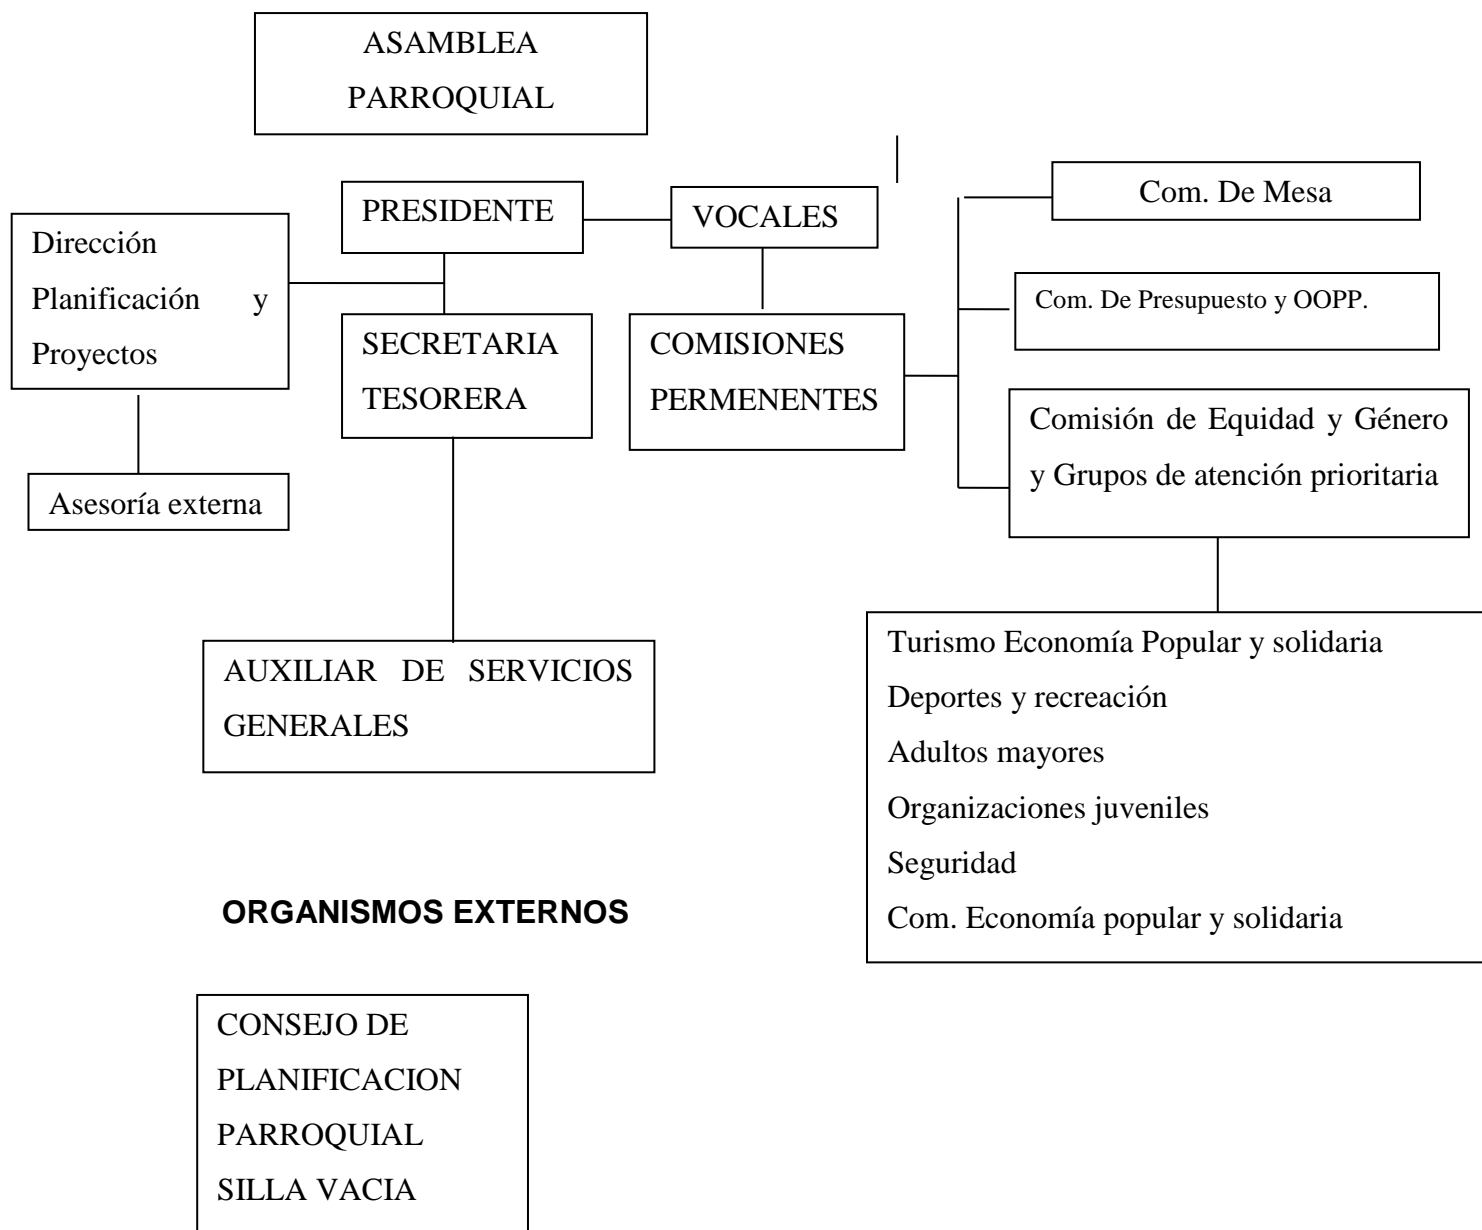 ASAMBLEA
PARROQUIAL
PRESIDENTE
VOCALES
Com. De Mesa
Dirección
Planificación y
Proyectos
Com. De Presupuesto y OOPP.
SECRETARIA
TESORERA
COMISIONES
PERMENENTES
Comisión de Equidad y Género
y Grupos de atención prioritaria
Asesoría externa
AUXILIAR DE SERVICIOS
GENERALES
Turismo Economía Popular y solidaria
Deportes y recreación
Adultos mayores
Organizaciones juveniles
Seguridad
Com. Economía popular y solidaria
ORGANISMOS EXTERNOS
CONSEJO DE
PLANIFICACION
PARROQUIAL
SILLA VACIA